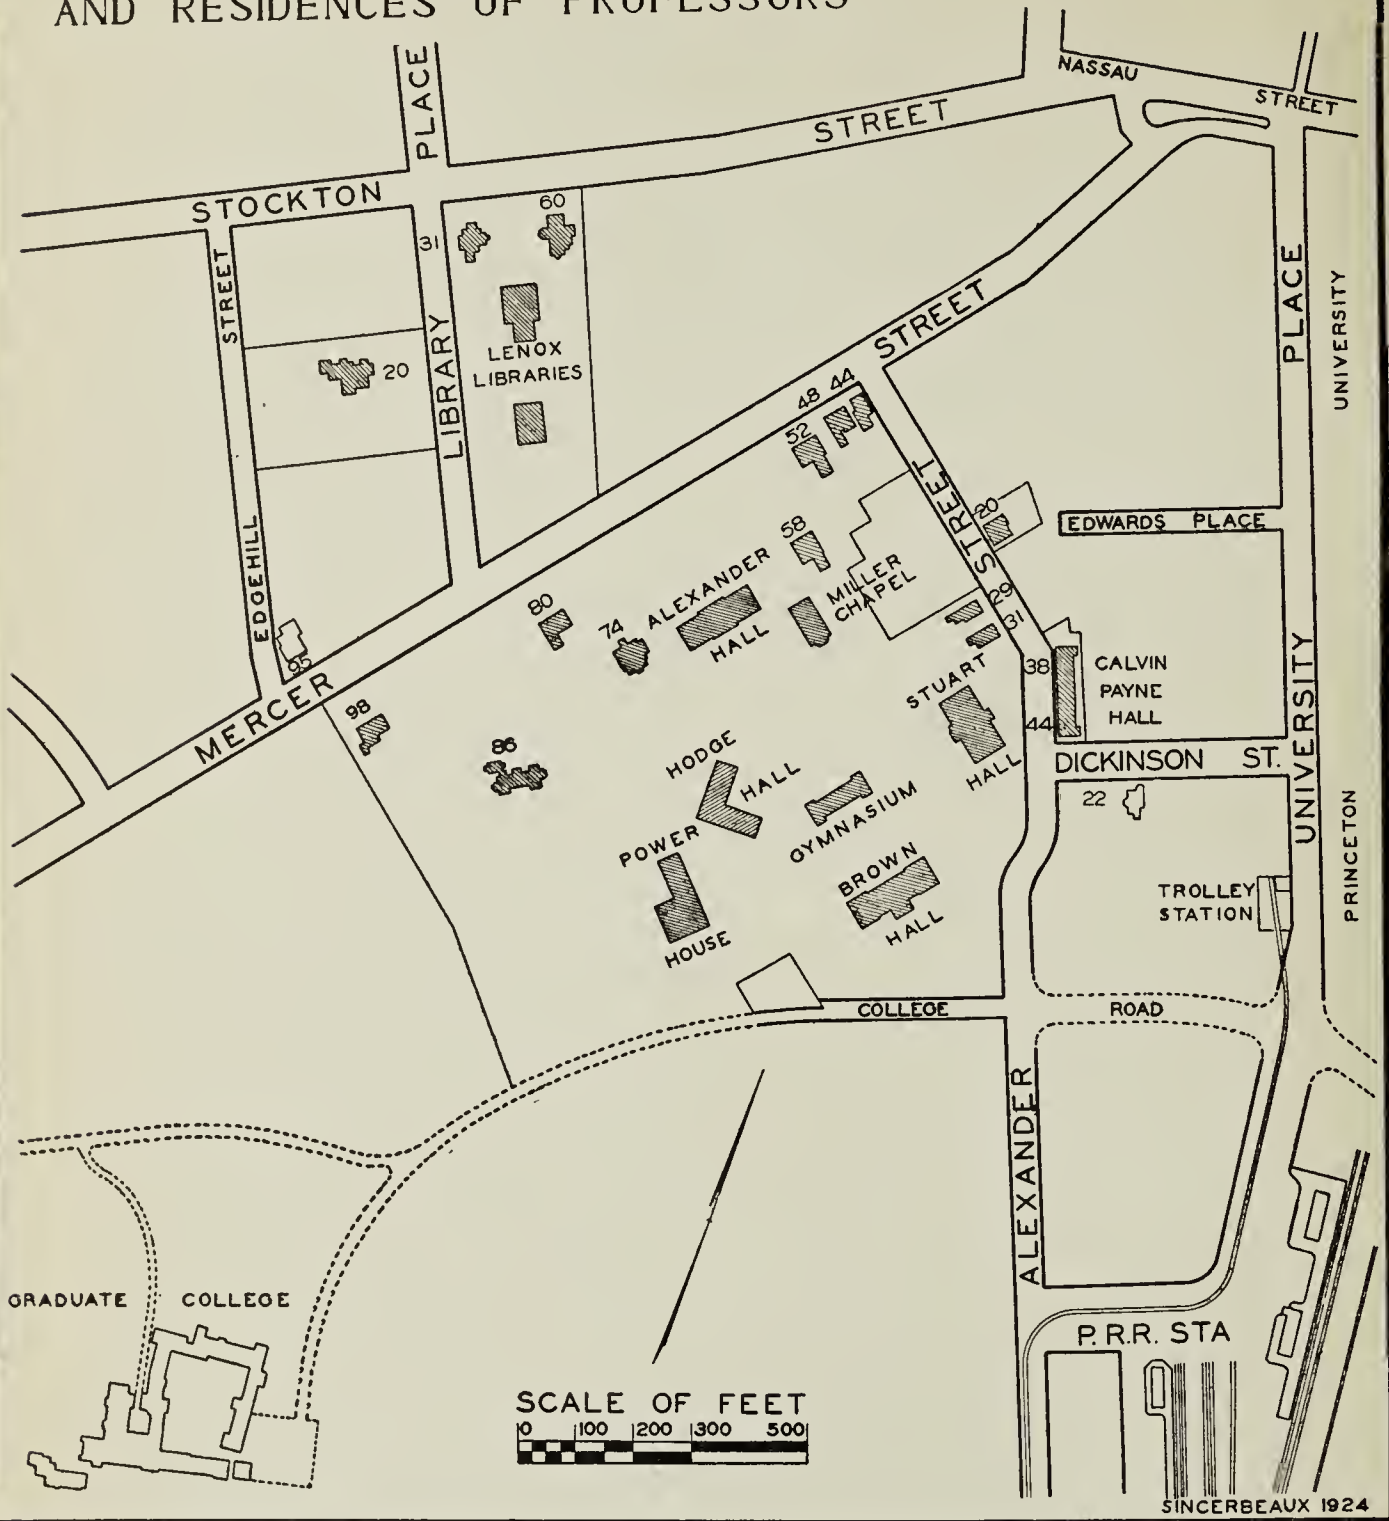 AND RESIDENCES OF PROFESSORS
PLACE
NASSAU
STREET
STREET
STOCKTON
60
31
STREET
LIBRARY
LENOX
LIBRARIES
20
PLACE
UNIVERSITY
STREET
48 44
52
STREET
20
EDWARDS PLACE
58
EDGEHILL
ALEXANDER
HALL
MILLER
CHAPEL
80
74
29
31
95
MERCER
98
86
STUART
HALL
38
44
CALVIN
PAYNE
HALL
UNIVERSITY
DICKINSON ST.
22
HODGE
HALL
GYMNASIUM
POWER
HOUSE
BROWN
HALL
TROLLEY
STATION
PRINCETON
COLLEGE
ROAD
ALEXANDER
GRADUATE COLLEGE
P.R.R. STA
SCALE OF FEET
0 100 200 300 500
SINCERBEAUX 1924